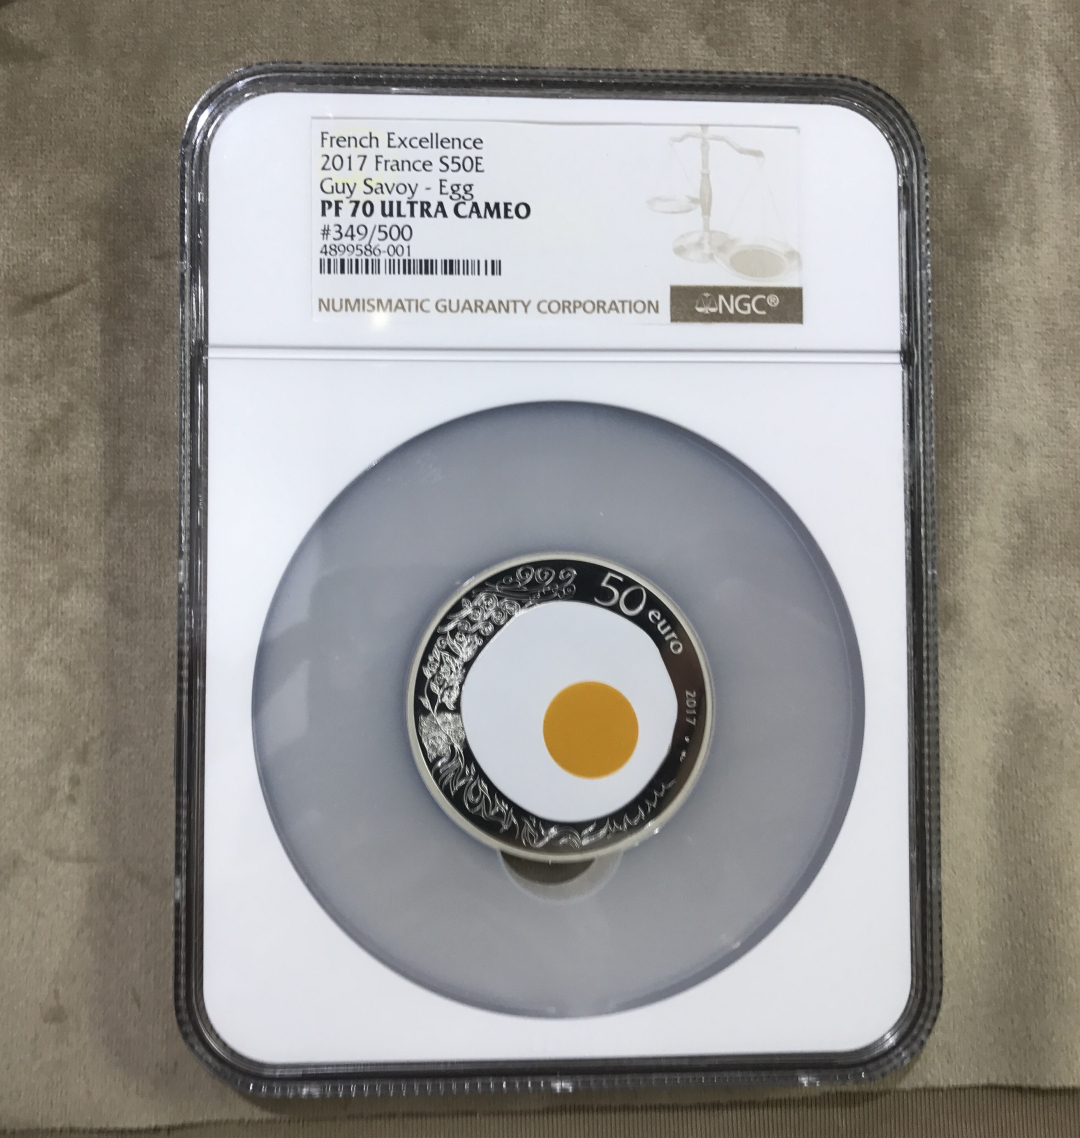 French Excellence
2017 France S50E
Guy Savoy - Egg
PF 70 ULTRA CAMEO
#349/500
4899586-001
NUMISMATIC GUARANTY CORPORATION
NGC®
50 euro
2017